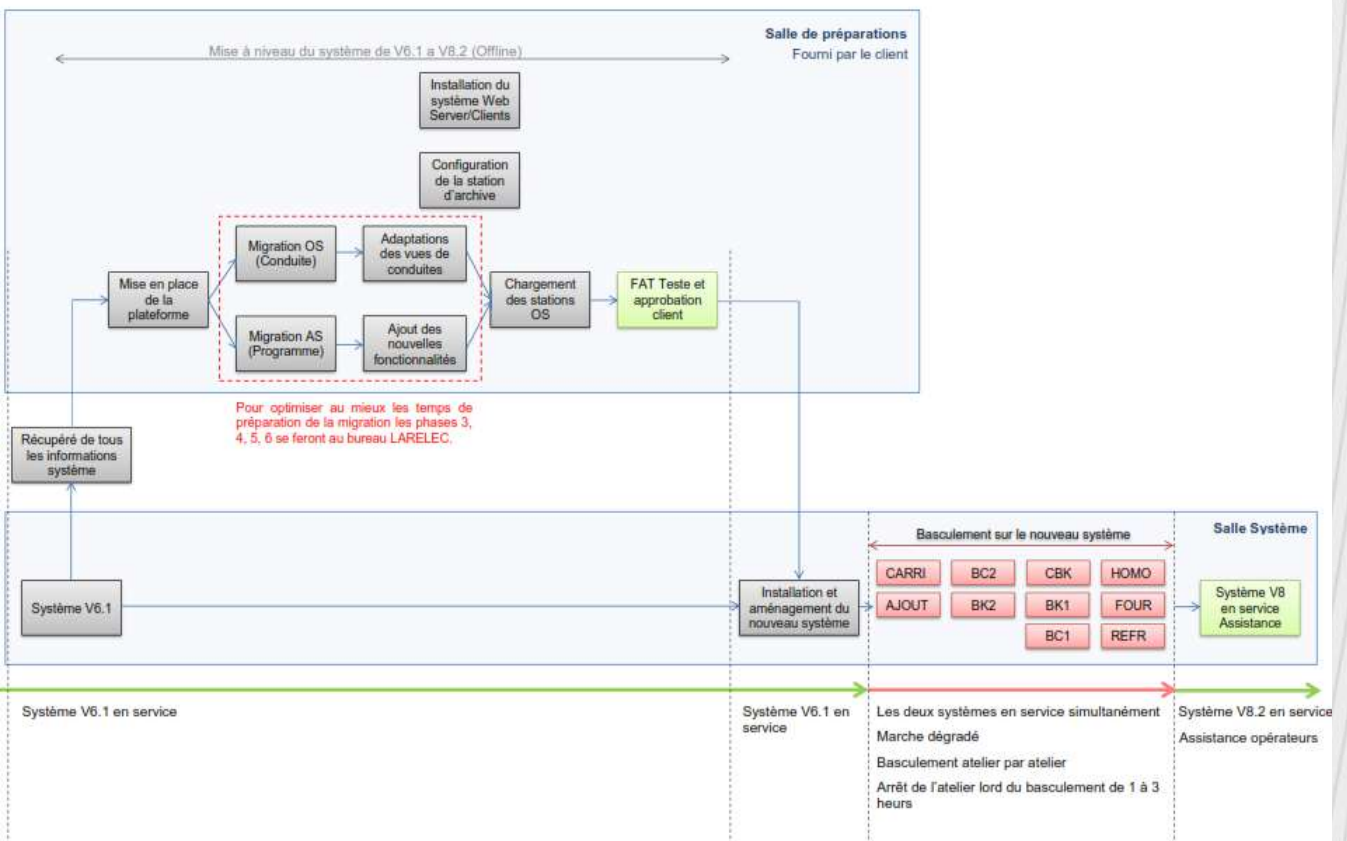 Salle de préparations
Fourni par le client
Mise à niveau du système de V6.1 a V8.2 (Offline)
Installation du
système Web
Server/Clients
Configuration
de la station
d'archive
Migration OS
(Conduite)
Adaptations
des vues de
conduites
Mise en place
de la
plateforme
Chargement
des stations
OS
FAT Teste et
approbation
client
Migration AS
(Programme)
Ajout des
nouvelles
fonctionnalités
Pour optimiser au mieux les temps de
préparation de la migration les phases 3,
4, 5, 6 se feront au bureau LARELEC.
Récupéré de tous
les informations
système
Salle Système
Basculement sur le nouveau système
Système V6.1
Installation et
aménagement du
nouveau système
CARRI
BC2
CBK
HOMO
AJOUT
BK2
BK1
FOUR
BC1
REFR
Système V8
en service
Assistance
Système V6.1 en service
Système V6.1 en
service
Les deux systèmes en service simultanément
Marche dégradé
Basculement atelier par atelier
Arrêt de l'atelier lord du basculement de 1 à 3
heurs
Système V8.2 en service
Assistance opérateurs